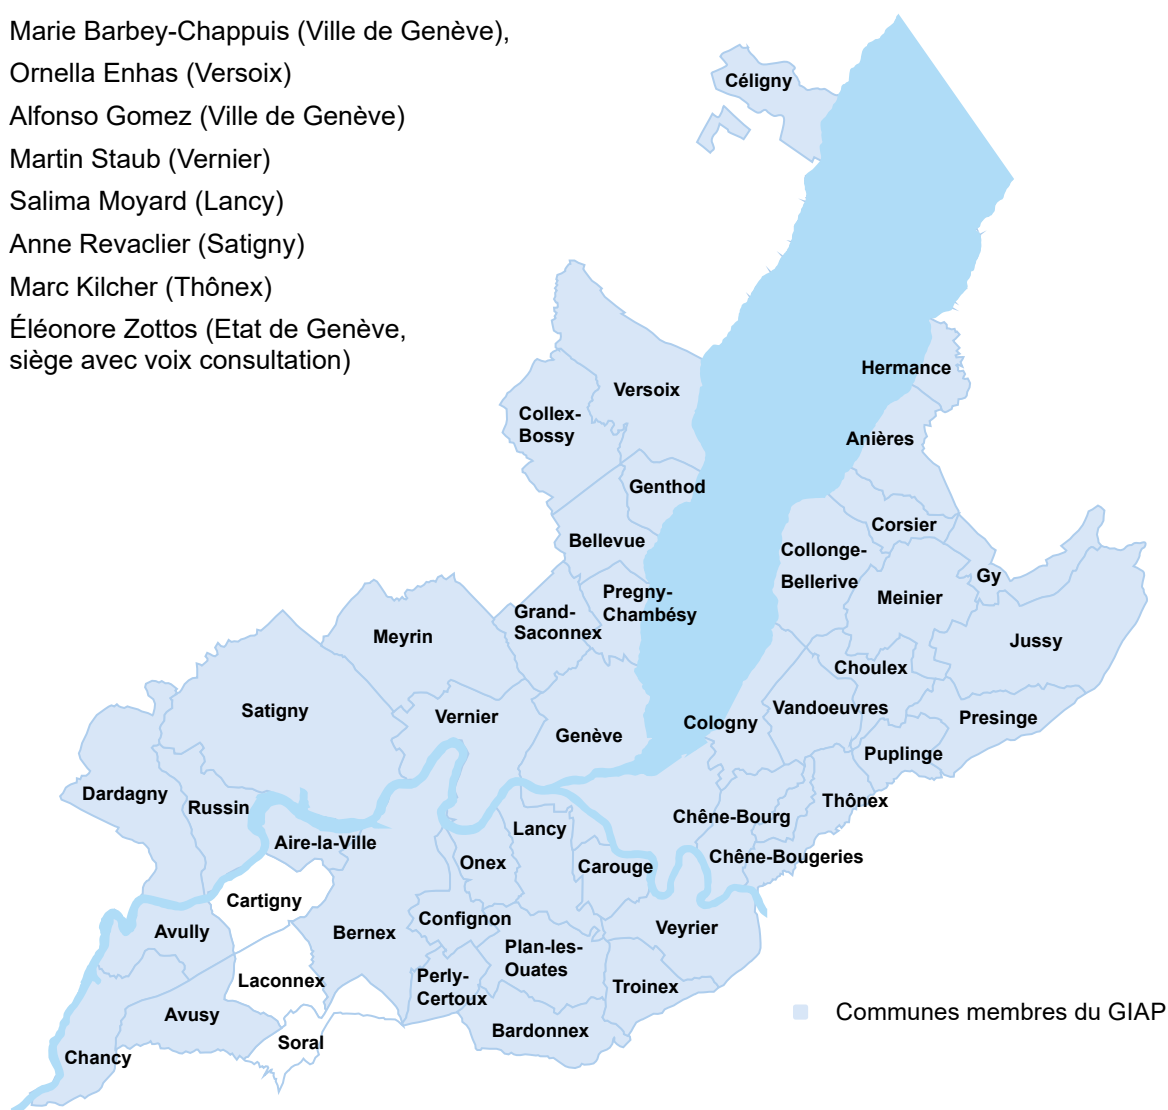 Marie Barbey-Chappuis (Ville de Genève),
Ornella Enhas (Versoix)
Alfonso Gomez (Ville de Genève)
Martin Staub (Vernier)
Salima Moyard (Lancy)
Anne Revaclier (Satigny)
Marc Kilcher (Thônex)
Éléonore Zottos (Etat de Genève,
siège avec voix consultation)
Céligny
Hermance
Versoix
Collex-
Bossy
Anières
Genthod
Corsier
Bellevue
Collonge-
Bellerive
Gy
Pregny-
Chambésy
Meinier
Grand-
Saconnex
Meyrin
Jussy
Choulex
Satigny
Vernier
Vandoeuvres
Presinge
Cologny
Genève
Puplinge
Dardagny
Russin
Thônex
Chêne-Bourg
Lancy
Aire-la-Ville
Chêne-Bougeries
Onex
Carouge
Cartigny
Confignon
Veyrier
Avully
Bernex
Plan-les-
Ouates
Laconnex
Perly-
Certoux
Troinex
Avusy
Bardonnex
Soral
Chancy
Communes membres du GIAP